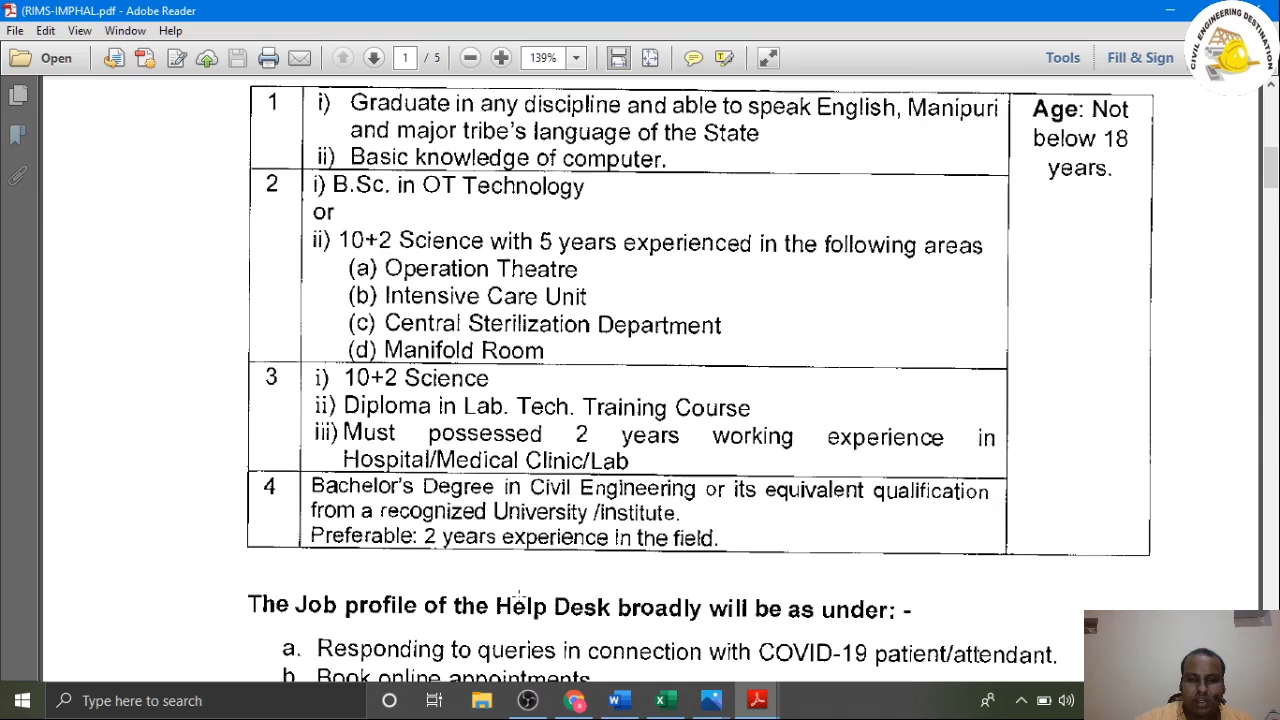 (RIMS-IMPHAL.pdf - Adobe Reader
File Edit View Window Help
Open 1 / 5 139% Tools Fill & Sign
CIVIL ENGINEERING DESTINATION
1 i) Graduate in any discipline and able to speak English, Manipuri
and major tribe's language of the State
ii) Basic knowledge of computer.
Age: Not
below 18
years.
2 i) B.Sc. in OT Technology
or
ii) 10+2 Science with 5 years experienced in the following areas
(a) Operation Theatre
(b) Intensive Care Unit
(c) Central Sterilization Department
(d) Manifold Room
3 i) 10+2 Science
ii) Diploma in Lab. Tech. Training Course
iii) Must possessed 2 years working experience in
Hospital/Medical Clinic/Lab
4 Bachelor's Degree in Civil Engineering or its equivalent qualification
from a recognized University /institute.
Preferable: 2 years experience in the field.
The Job profile of the Help Desk broadly will be as under: -
a. Responding to queries in connection with COVID-19 patient/attendant.
b Book online appointments
Type here to search